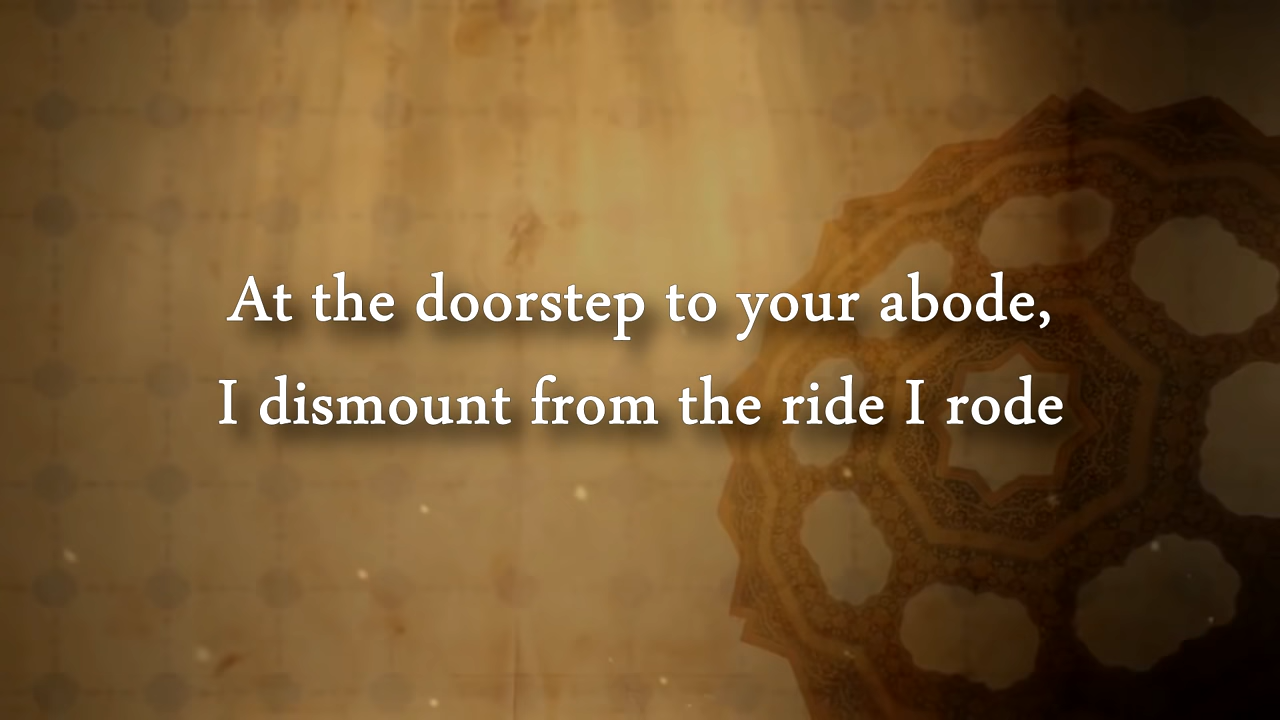 At the doorstep to your abode,
I dismount from the ride I rode